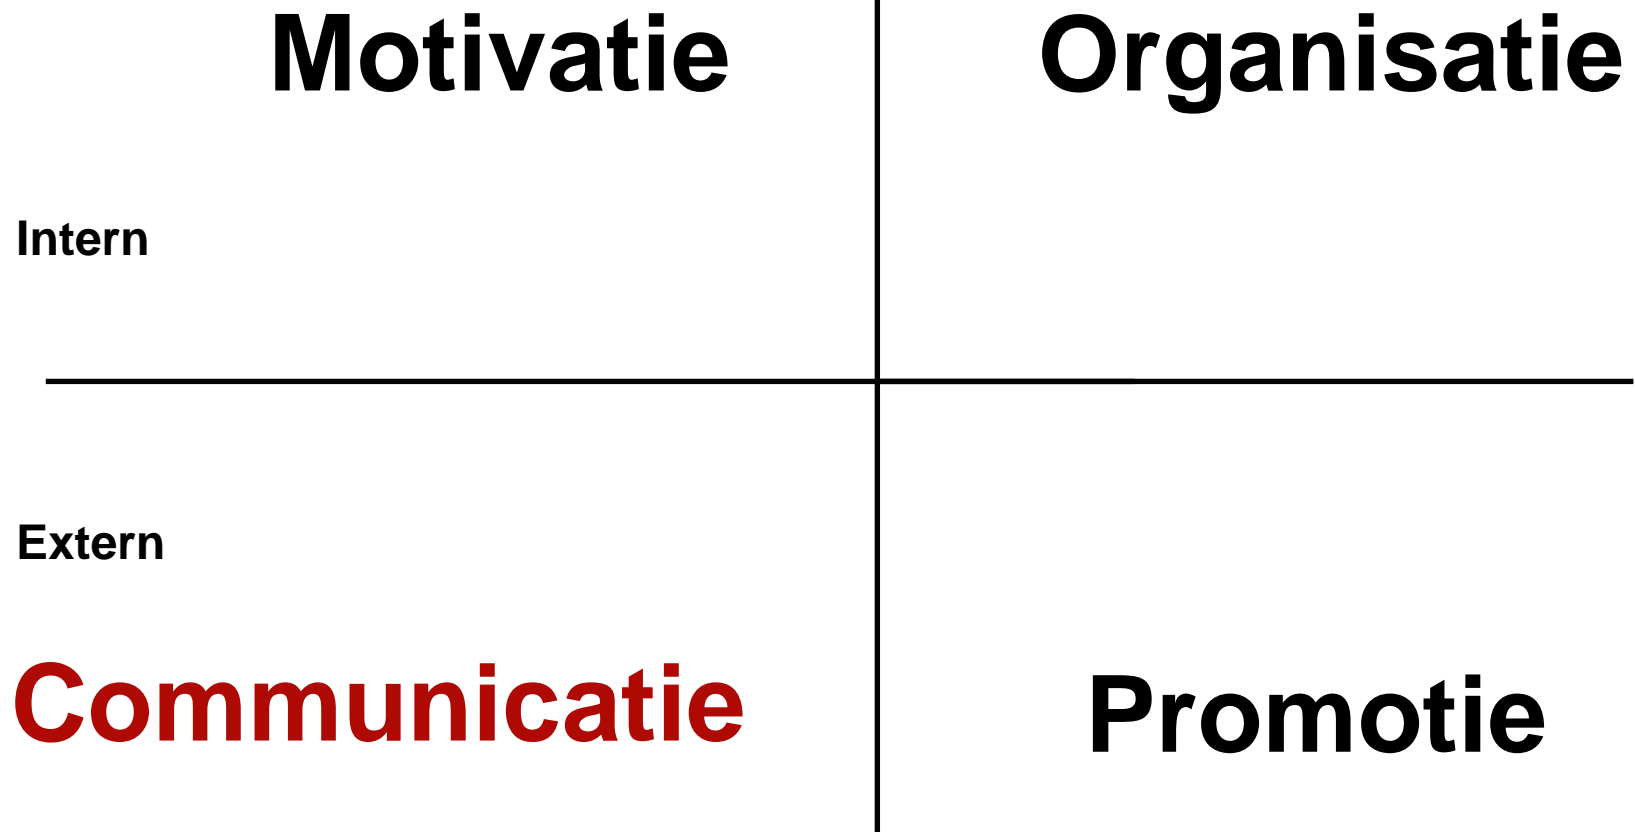 Motivatie
Organisatie
Intern
Extern
Communicatie
Promotie